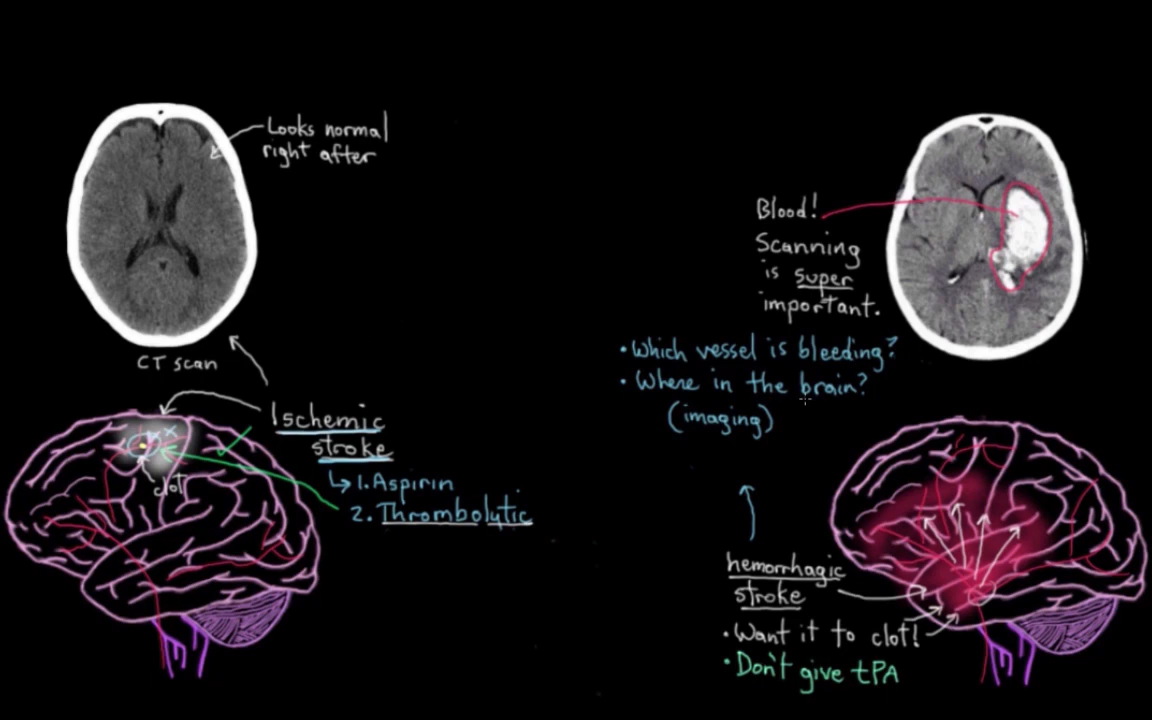 Looks normal
right after
CT scan
Ischemic
stroke
1. Aspirin
2. Thrombolytic
clot
Blood!
Scanning
is super
important.
• Which vessel is bleeding?
• Where in the brain?
(imaging)
hemorrhagic
stroke
• Want it to clot!
• Don't give tPA